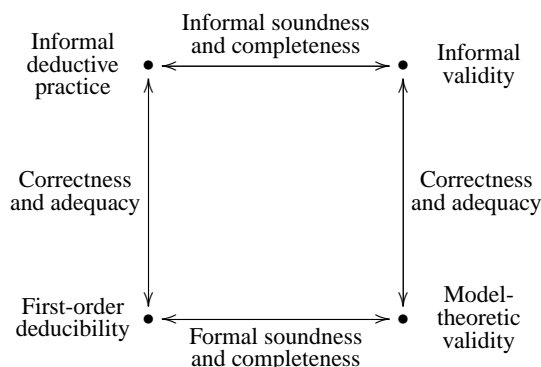 Informal soundness
and completeness
Informal
deductive
practice
Informal
validity
Correctness
and adequacy
Correctness
and adequacy
First-order
deducibility
Model-
theoretic
validity
Formal soundness
and completeness